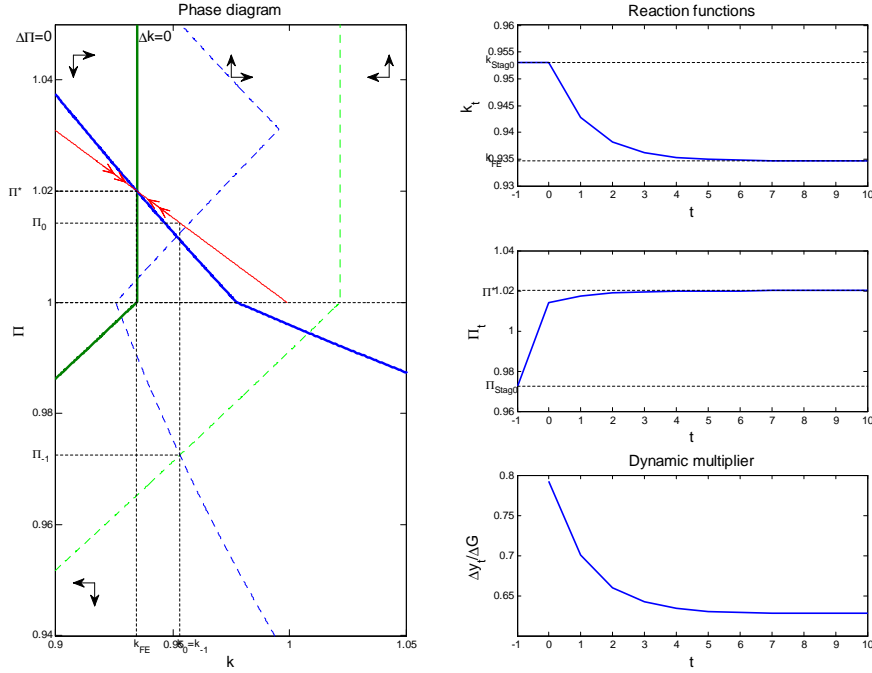 Phase diagram
ΔΠ=0
Δk=0
1.04
Π*
1.02
Π0
1
Π
0.98
Π-1
0.96
0.94
0.9
kFE
0.95
k0=k-1
1
1.05
k
Reaction functions
0.96
0.955
kStag0
0.95
kt
0.945
0.94
0.935
kFE
0.93
-1 0 1 2 3 4 5 6 7 8 9 10
t
1.04
Π*
1.02
1
Πt
0.98
ΠStag0
0.96
-1 0 1 2 3 4 5 6 7 8 9 10
t
Dynamic multiplier
0.8
0.75
Δyt/ΔG
0.7
0.65
-1 0 1 2 3 4 5 6 7 8 9 10
t